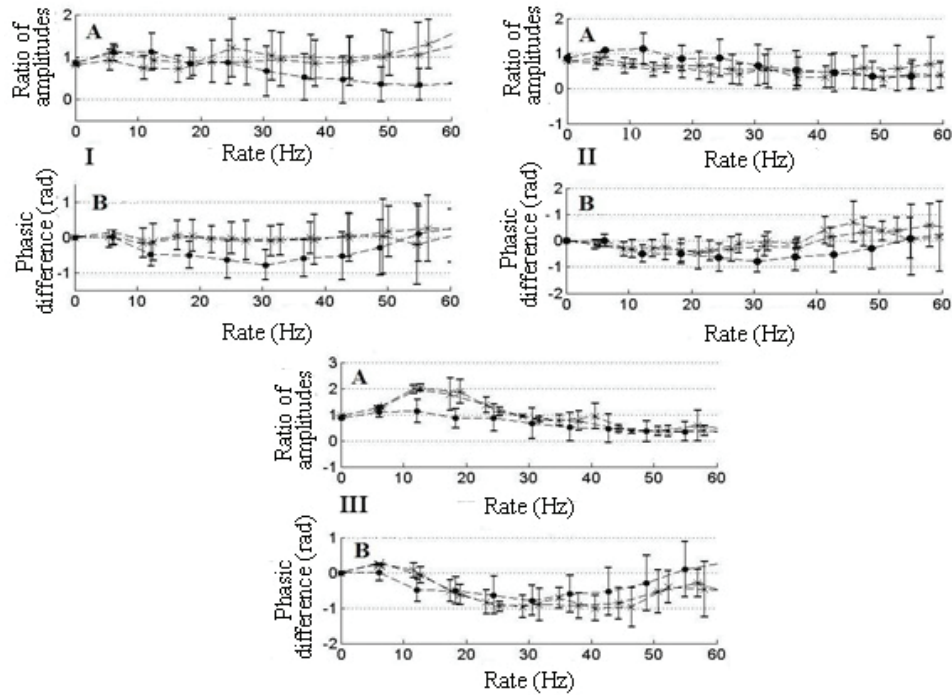 A
Ratio of
amplitudes
2
1
0
0 10 20 30 40 50 60
Rate (Hz)
I
B
Phasic
difference (rad)
1
0
-1
0 10 20 30 40 50 60
Rate (Hz)
A
Ratio of
amplitudes
2
1
0
-1
0 10 20 30 40 50 60
Rate (Hz)
II
B
Phasic
difference (rad)
2
1
0
-1
-2
0 10 20 30 40 50 60
Rate (Hz)
A
Ratio of
amplitudes
3
2
1
0
-1
0 10 20 30 40 50 60
Rate (Hz)
III
B
Phasic
difference (rad)
1
0
-1
-2
0 10 20 30 40 50 60
Rate (Hz)